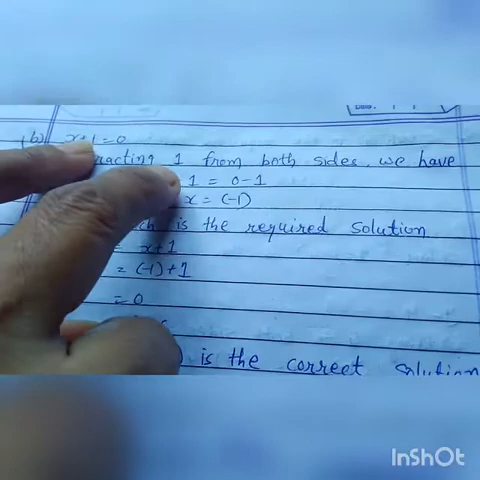 (b) x+1=0
racting 1 from both sides, we have
1 = 0-1
x = (-1)
is the required solution
= x+1
= (-1)+1
= 0
is the correct solution
InShOt